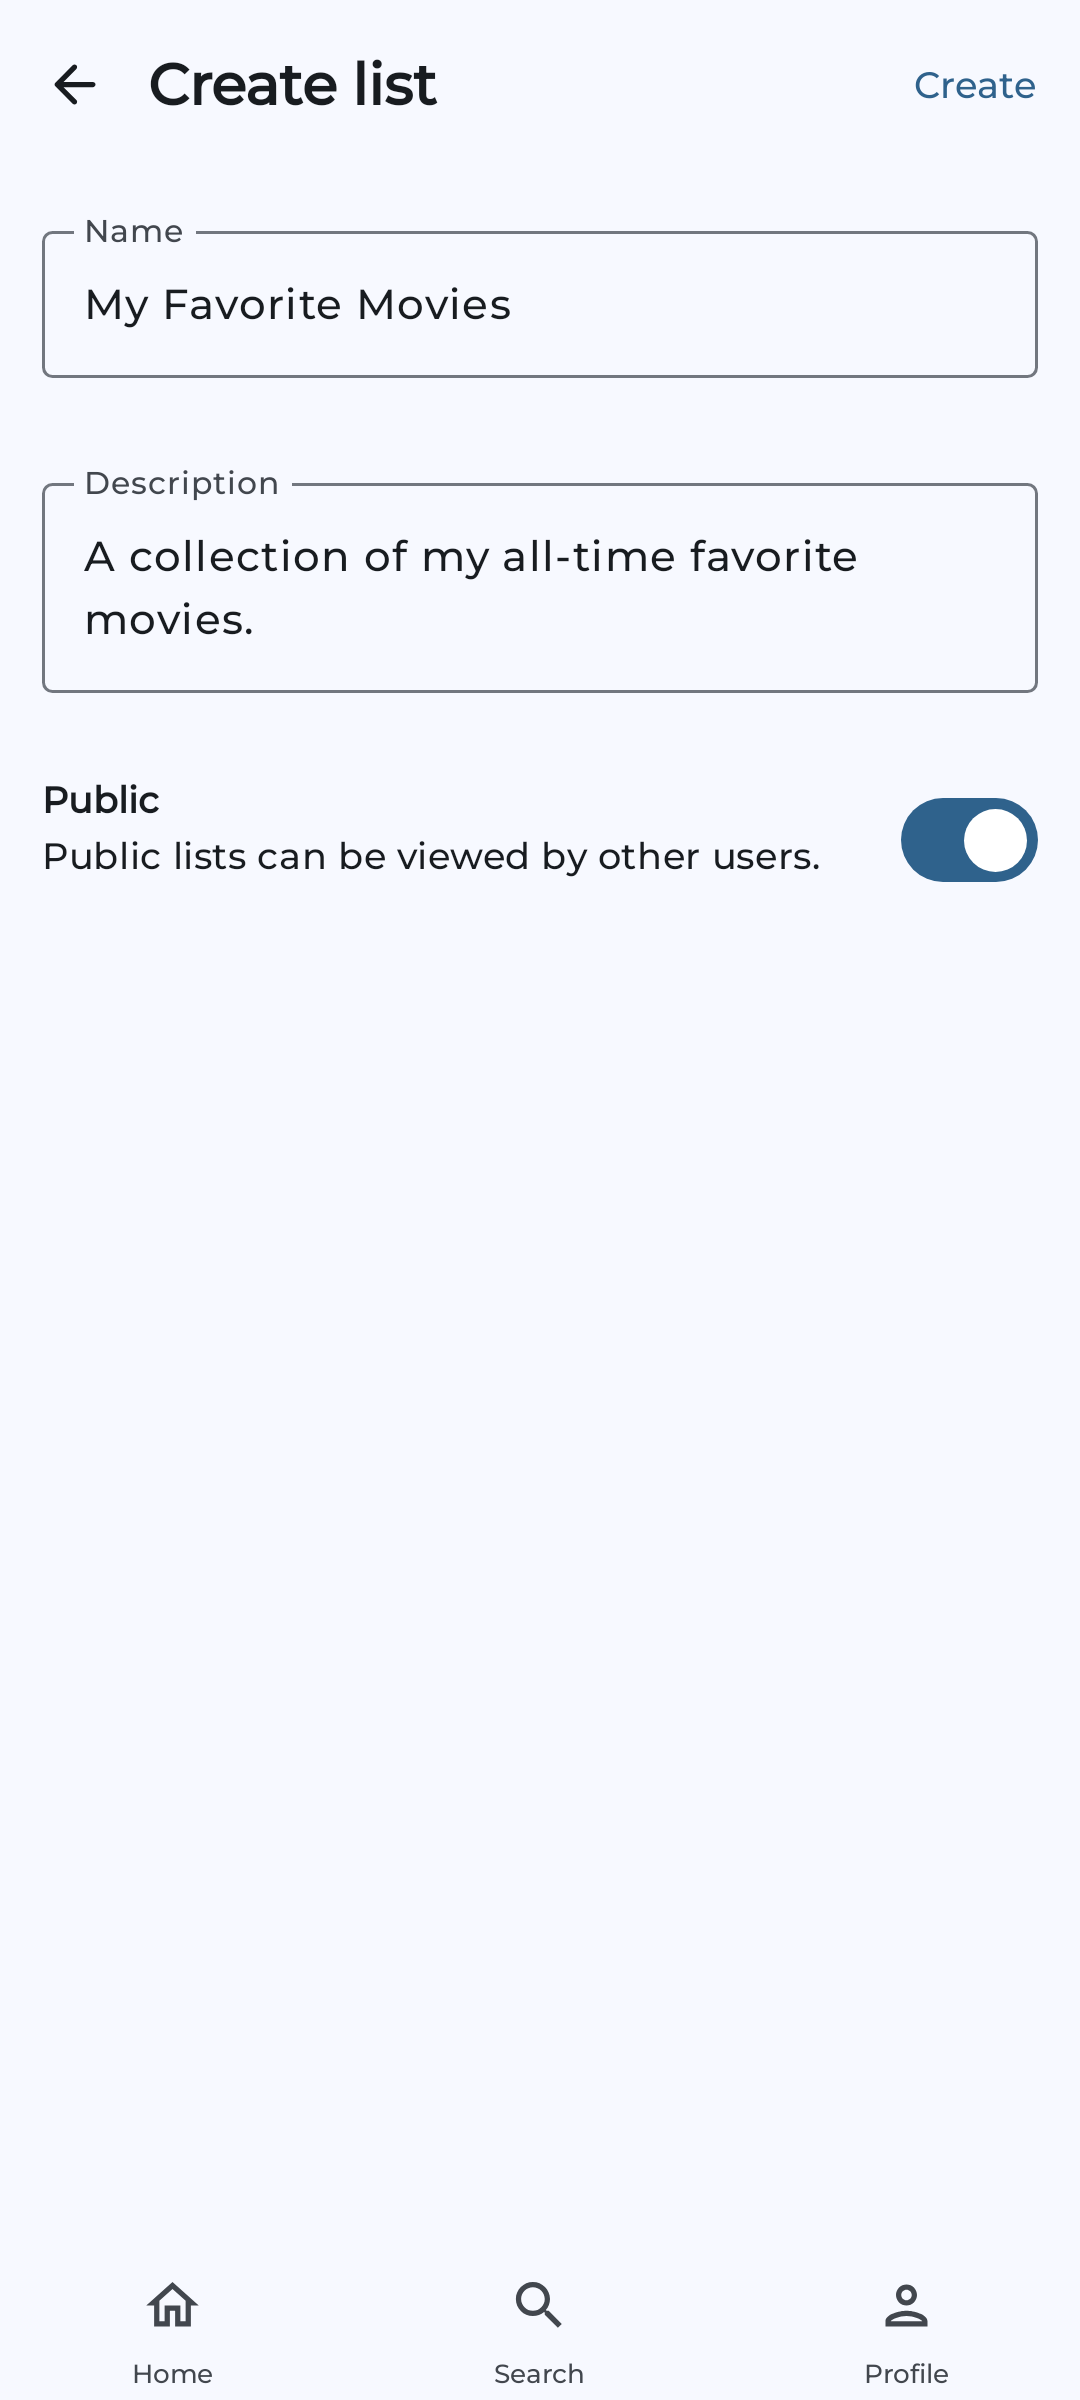 Create list
Create
Name
My Favorite Movies
Description
A collection of my all-time favorite
movies.
Public
Public lists can be viewed by other users.
Home
Search
Profile